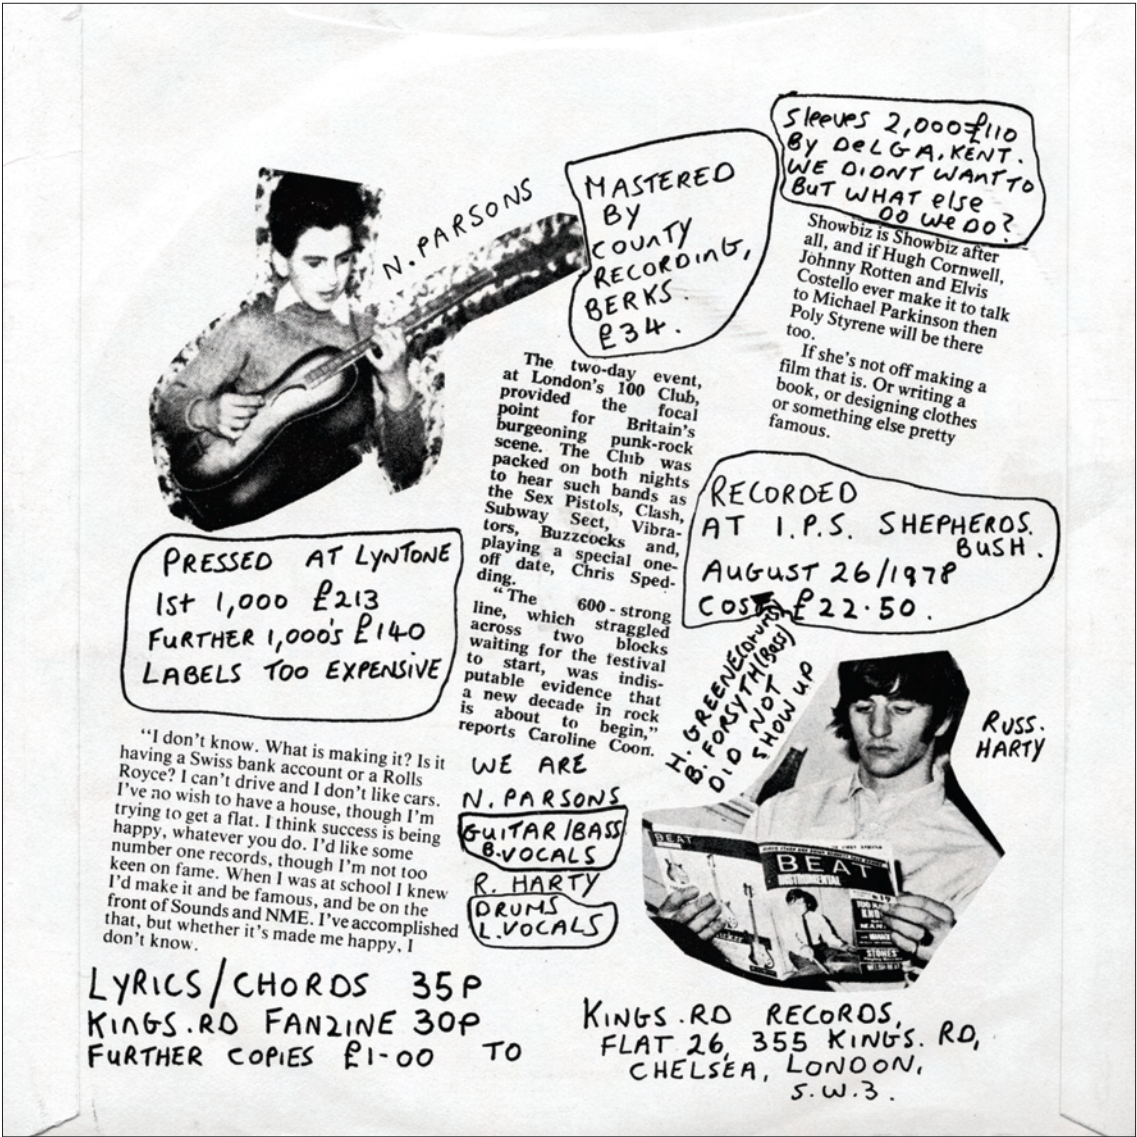 Sleeves 2,000=£110
BY DELGA, KENT.
WE DIDNT WANT TO
BUT WHAT else
DO We DO?
N. PARSONS
MASTERED
BY
COUNTY
RECORDING,
BERKS.
£34.
Showbiz is Showbiz after
all, and if Hugh Cornwell,
Johnny Rotten and Elvis
Costello ever make it to talk
to Michael Parkinson then
Poly Styrene will be there
too.
If she's not off making a
film that is. Or writing a
book, or designing clothes
or something else pretty
famous.
The two-day event,
at London's 100 Club,
provided the focal
point for Britain's
burgeoning punk-rock
scene. The Club was
packed on both nights
to hear such bands as
the Sex Pistols, Clash,
Subway Sect, Vibra-
tors, Buzzcocks and,
playing a special one-
off date, Chris Sped-
ding.
"The 600-strong
line, which straggled
across two blocks
waiting for the festival
to start, was indis-
putable evidence that
a new decade in rock
is about to begin,"
reports Caroline Coon.
RECORDED
AT I.P.S. SHEPHERDS.
BUSH.
AUGUST 26/1978
COST £22.50.
PRESSED AT LYNTONE
1St 1,000 £213
FURTHER 1,000'S £140
LABELS TOO EXPENSIVE
H. GREENE (DRUMS)
B. FORSYTH (BASS)
DID NOT
SHOW UP
RUSS.
HARTY
"I don't know. What is making it? Is it
having a Swiss bank account or a Rolls
Royce? I can't drive and I don't like cars.
I've no wish to have a house, though I'm
trying to get a flat. I think success is being
happy, whatever you do. I'd like some
number one records, though I'm not too
keen on fame. When I was at school I knew
I'd make it and be famous, and be on the
front of Sounds and NME. I've accomplished
that, but whether it's made me happy, I
don't know.
WE ARE
N. PARSONS
GUITAR/BASS
B.VOCALS
R. HARTY
DRUMS
L.VOCALS
BEAT
BEAT
INSTRUMENTAL
STONES
LYRICS/CHORDS 35P
KINGS.RD FANZINE 30P
FURTHER COPIES £1-00 TO
KINGS.RD RECORDS,
FLAT 26, 355 KINGS. RD,
CHELSEA, LONDON,
S.W.3.